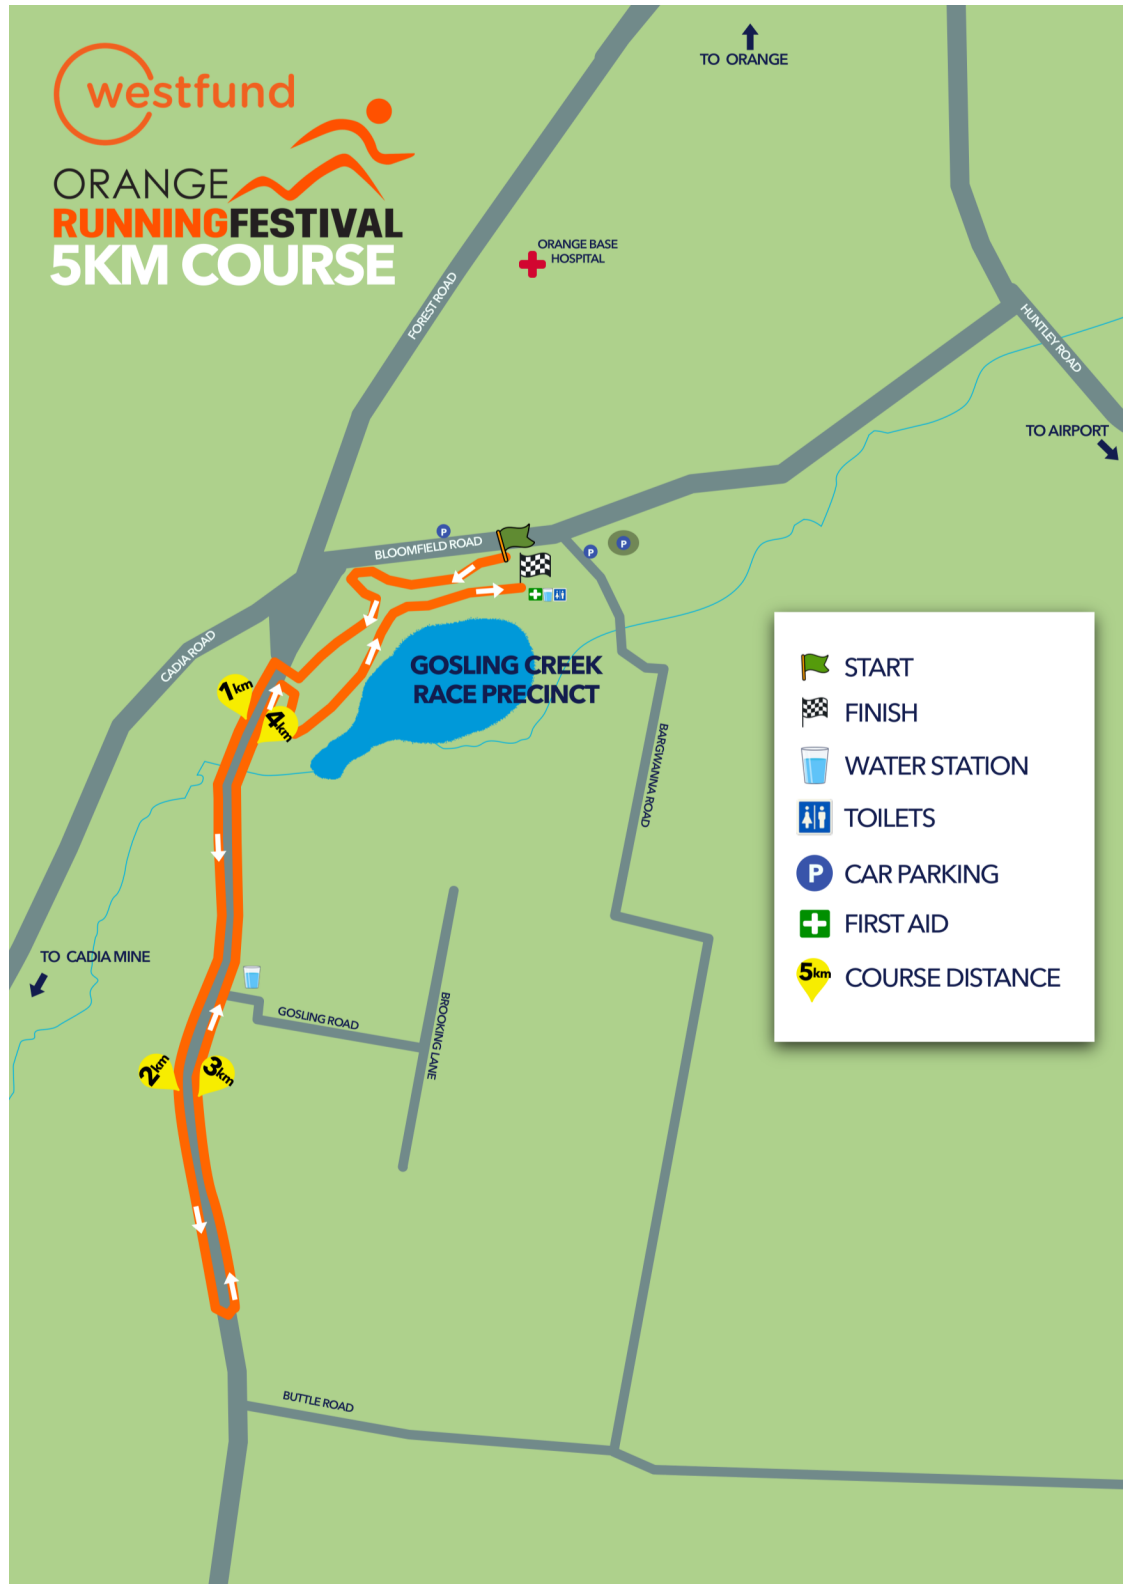 westfund
ORANGE
RUNNINGFESTIVAL
5KM COURSE
TO ORANGE
ORANGE BASE
HOSPITAL
FOREST ROAD
HUNTLEY ROAD
TO AIRPORT
P
BLOOMFIELD ROAD
P
P
CADIA ROAD
GOSLING CREEK
RACE PRECINCT
1km
4km
BARGWANNA ROAD
START
FINISH
WATER STATION
TOILETS
P CAR PARKING
FIRST AID
5km COURSE DISTANCE
TO CADIA MINE
GOSLING ROAD
BROOKING LANE
2km
3km
BUTTLE ROAD